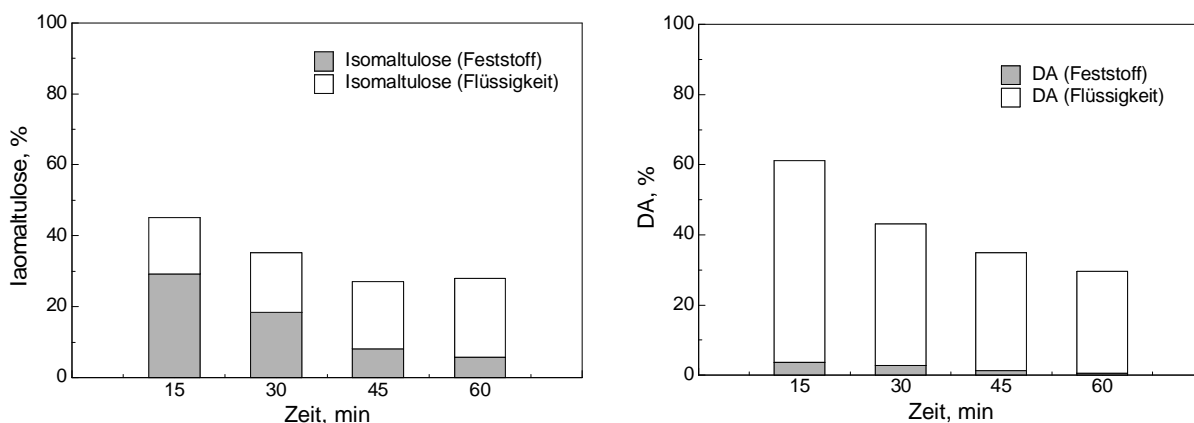 Iaomaltulose, %
100
80
60
40
20
0
Isomaltulose (Feststoff)
Isomaltulose (Flüssigkeit)
15 30 45 60
Zeit, min
DA, %
100
80
60
40
20
0
DA (Feststoff)
DA (Flüssigkeit)
15 30 45 60
Zeit, min